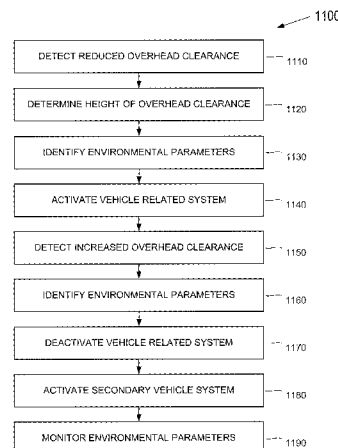 1100
DETECT REDUCED OVERHEAD CLEARANCE
1110
DETERMINE HEIGHT OF OVERHEAD CLEARANCE
1120
IDENTIFY ENVIRONMENTAL PARAMETERS
1130
ACTIVATE VEHICLE RELATED SYSTEM
1140
DETECT INCREASED OVERHEAD CLEARANCE
1150
IDENTIFY ENVIRONMENTAL PARAMETERS
1160
DEACTIVATE VEHICLE RELATED SYSTEM
1170
ACTIVATE SECONDARY VEHICLE SYSTEM
1180
MONITOR ENVIRONMENTAL PARAMETERS
1190